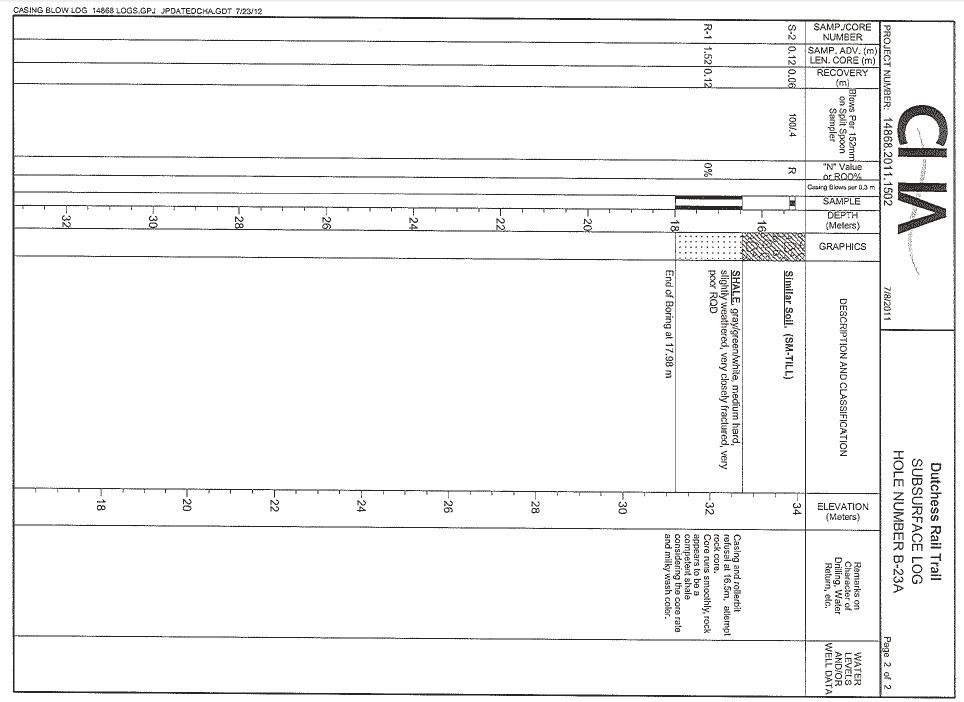 CHA
Dutchess Rail Trail
SUBSURFACE LOG
HOLE NUMBER B-23A
PROJECT NUMBER: 14868.2011.1502
7/8/2011
Page 2 of 2
SAMP./CORE
NUMBER
SAMP. ADV. (m)
LEN. CORE (m)
RECOVERY
(m)
Blows Per 152mm
on Split Spoon
Sampler
"N" Value
or RQD%
Casing Blows per 0.3 m
SAMPLE
DEPTH
(Meters)
GRAPHICS
DESCRIPTION AND CLASSIFICATION
ELEVATION
(Meters)
Remarks on
Character of
Drilling, Water
Return, etc.
WATER
LEVELS
AND/OR
WELL DATA
S-2 0.12 0.06 100/.4 R
Similar Soil, (SM-TILL)
R-1 1.52 0.12 0%
SHALE, gray/green/white, medium hard,
slightly weathered, very closely fractured, very
poor RQD
End of Boring at 17.98 m
Casing and rollerbit
refusal at 16.5m, attempt
rock core.
Core runs smoothly, rock
appears to be a
competent shale
considering the core rate
and milky wash color.
16
18
20
22
24
26
28
30
32
34
32
30
28
26
24
22
20
18
CASING BLOW LOG 14868 LOGS.GPJ JPDATEDCHA.GDT 7/23/12